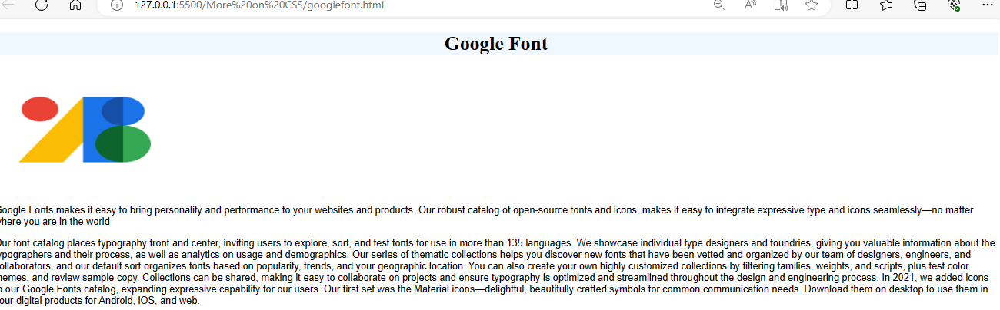 127.0.0.1:5500/More%20on%20CSS/googlefont.html
Google Font
oogle Fonts makes it easy to bring personality and performance to your websites and products. Our robust catalog of open-source fonts and icons, makes it easy to integrate expressive type and icons seamlessly—no matter
here you are in the world
ur font catalog places typography front and center, inviting users to explore, sort, and test fonts for use in more than 135 languages. We showcase individual type designers and foundries, giving you valuable information about the
ypographers and their process, as well as analytics on usage and demographics. Our series of thematic collections helps you discover new fonts that have been vetted and organized by our team of designers, engineers, and
ollaborators, and our default sort organizes fonts based on popularity, trends, and your geographic location. You can also create your own highly customized collections by filtering families, weights, and scripts, plus test color
hemes, and review sample copy. Collections can be shared, making it easy to collaborate on projects and ensure typography is optimized and streamlined throughout the design and engineering process. In 2021, we added icons
o our Google Fonts catalog, expanding expressive capability for our users. Our first set was the Material icons—delightful, beautifully crafted symbols for common communication needs. Download them on desktop to use them in
our digital products for Android, iOS, and web.